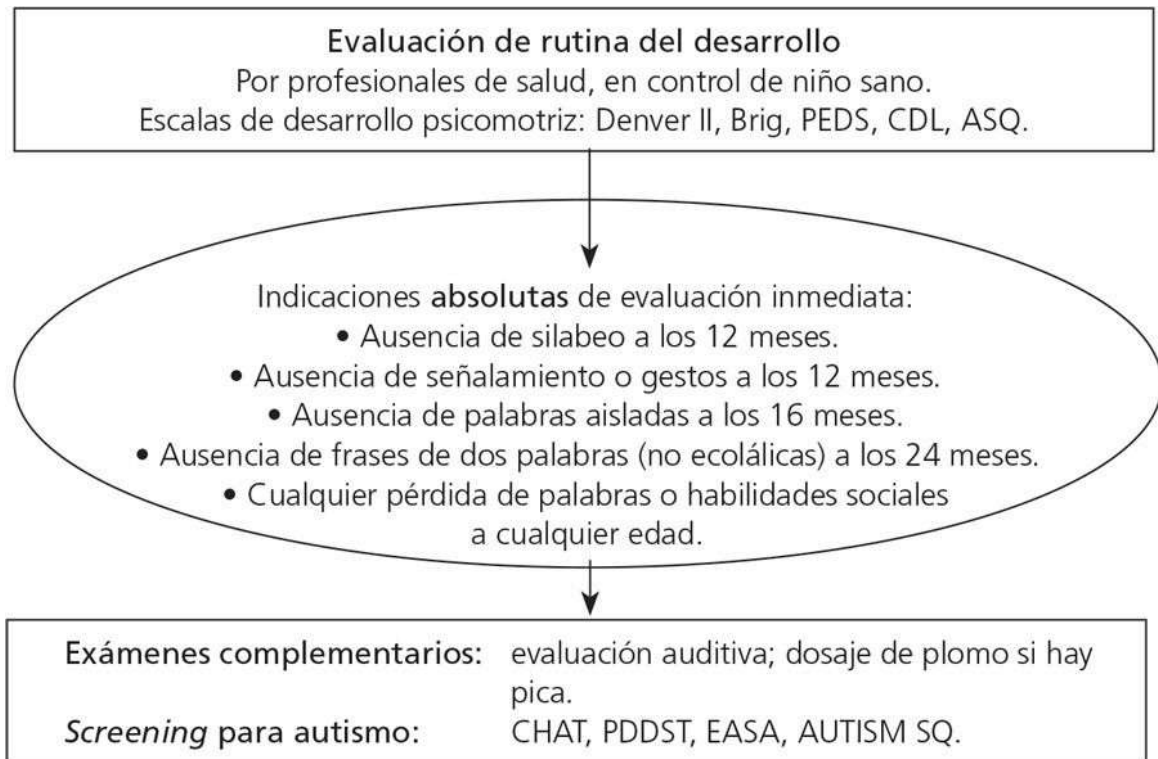 Evaluación de rutina del desarrollo
Por profesionales de salud, en control de niño sano.
Escalas de desarrollo psicomotriz: Denver II, Brig, PEDS, CDL, ASQ.
Indicaciones absolutas de evaluación inmediata:
• Ausencia de silabeo a los 12 meses.
• Ausencia de señalamiento o gestos a los 12 meses.
• Ausencia de palabras aisladas a los 16 meses.
• Ausencia de frases de dos palabras (no ecolálicas) a los 24 meses.
• Cualquier pérdida de palabras o habilidades sociales
a cualquier edad.
Exámenes complementarios: evaluación auditiva; dosaje de plomo si hay
pica.
Screening para autismo: CHAT, PDDST, EASA, AUTISM SQ.